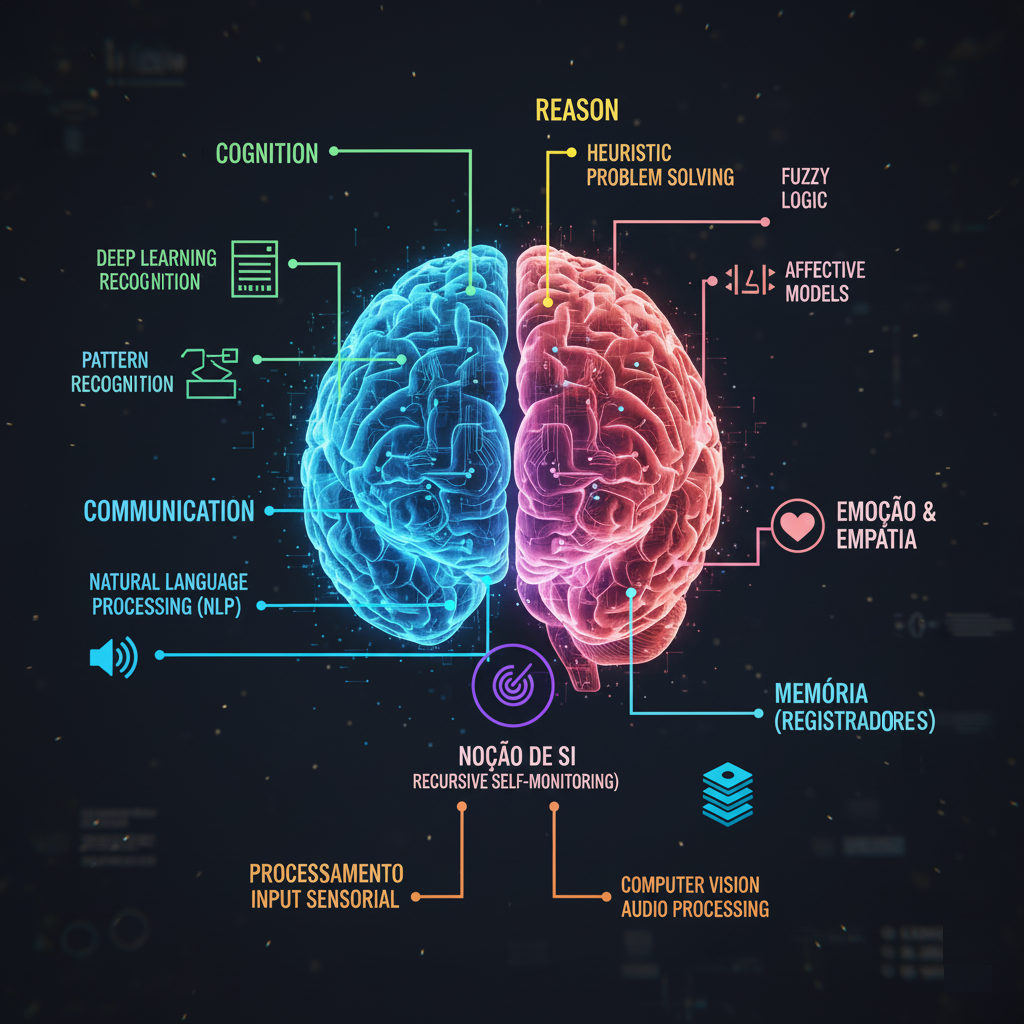 REASON
COGNITION
HEURISTIC
PROBLEM SOLVING
FUZZY
LOGIC
DEEP LEARNING
RECOGNITION
AFFECTIVE
MODELS
PATTERN
RECOGNITION
COMMUNICATION
EMOÇÃO &
EMPATIA
NATURAL LANGUAGE
PROCESSING (NLP)
MEMÓRIA
(REGISTRADORES)
NOÇÃO DE SI
RECURSIVE SELF-MONITORING)
PROCESSAMENTO
INPUT SENSORIAL
COMPUTER VISION
AUDIO PROCESSING